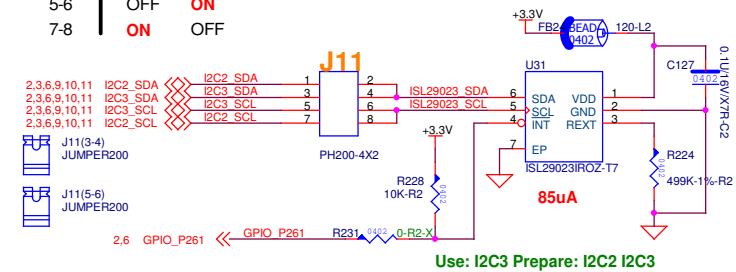 5-6 OFF ON
7-8 ON OFF
+3.3V
FB24 BEAD 120-L2
0402
J11
U31
C127
0402
0.1U/16V/X7R-C2
2,3,6,9,10,11 I2C2_SDA I2C2_SDA 1 2
2,3,6,9,10,11 I2C3_SDA I2C3_SDA 3 4 ISL29023_SDA 6 SDA VDD 1
2,3,6,9,10,11 I2C3_SCL I2C3_SCL 5 6 ISL29023_SCL 5 SCL GND 2
2,3,6,9,10,11 I2C2_SCL I2C2_SCL 7 8 4 INT REXT 3
+3.3V
J11(3-4)
JUMPER200
PH200-4X2
7 EP
ISL29023IROZ-T7
R224
0402
499K-1%-R2
R228
10K-R2
0402
85uA
J11(5-6)
JUMPER200
2,6 GPIO_P261 GPIO_P261 R231 0402 0-R2-X
Use: I2C3 Prepare: I2C2 I2C3